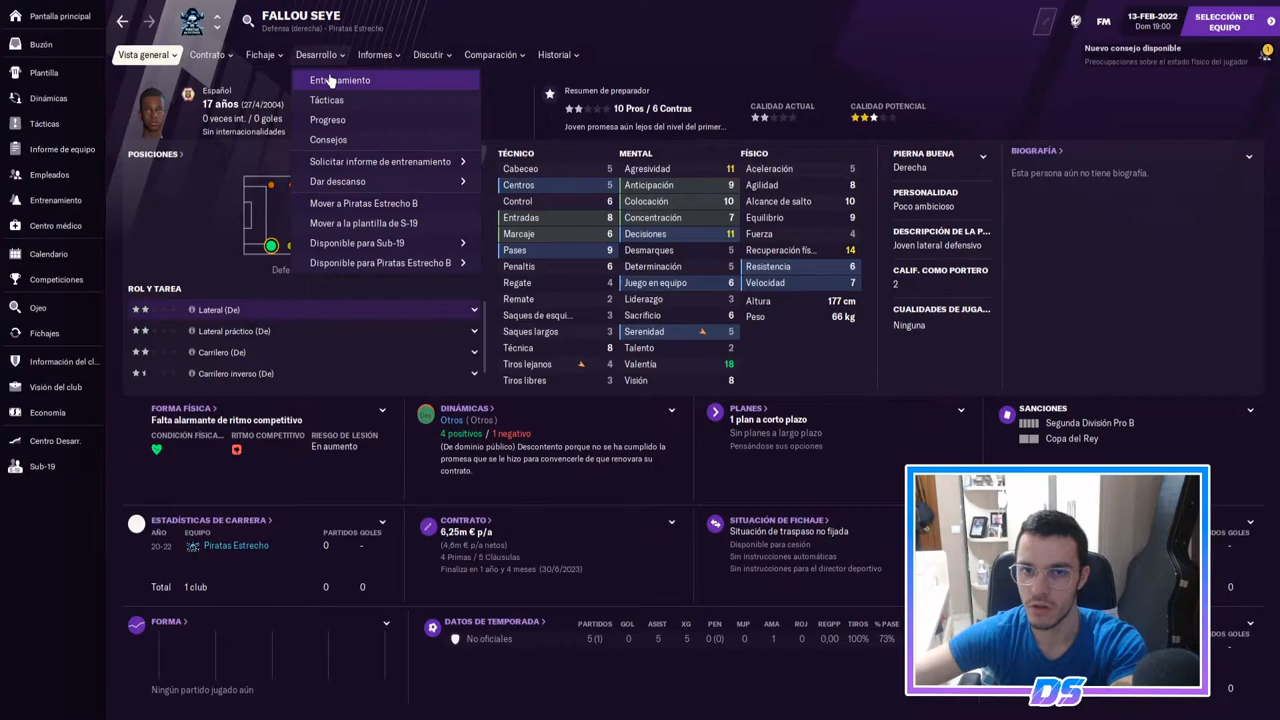 Pantalla principal
Buzón
Plantilla
Dinámicas
Tácticas
Informe de equipo
Empleados
Entrenamiento
Centro médico
Calendario
Competiciones
Ojeo
Fichajes
Información del cl...
Visión del club
Economía
Centro Desarr.
Sub-19
FALLOU SEYE
Defensa (derecha) - Piratas Estrecho
FM
13-FEB-2022
Dom 19:00
SELECCIÓN DE
EQUIPO
Vista general
Contrato
Fichaje
Desarrollo
Informes
Discutir
Comparación
Historial
Nuevo consejo disponible
Preocupaciones sobre el estado físico del jugador
1
Español
17 años (27/4/2004)
0 veces int. / 0 goles
Sin internacionalidades
Tácticas
Progreso
Consejos
Solicitar informe de entrenamiento
Dar descanso
Mover a Piratas Estrecho B
Mover a la plantilla de S-19
Disponible para Sub-19
Disponible para Piratas Estrecho B
Resumen de preparador
10 Pros / 6 Contras
Joven promesa aún lejos del nivel del primer...
CALIDAD ACTUAL
CALIDAD POTENCIAL
POSICIONES
ROL Y TAREA
Lateral (De)
Lateral práctico (De)
Carrilero (De)
Carrilero inverso (De)
TÉCNICO
Cabeceo 5
Centros 5
Control 6
Entradas 8
Marcaje 6
Pases 9
Penaltis 6
Regate 4
Remate 2
Saques de esqui... 3
Saques largos 3
Técnica 8
Tiros lejanos 4
Tiros libres 3
MENTAL
Agresividad 11
Anticipación 9
Colocación 10
Concentración 7
Decisiones 11
Desmarques 5
Determinación 5
Juego en equipo 6
Liderazgo 3
Sacrificio 6
Serenidad 5
Talento 2
Valentía 18
Visión 8
FÍSICO
Aceleración 5
Agilidad 8
Alcance de salto 10
Equilibrio 9
Fuerza 4
Recuperación fís... 14
Resistencia 6
Velocidad 7
Altura 177 cm
Peso 66 kg
PIERNA BUENA
Derecha
PERSONALIDAD
Poco ambicioso
DESCRIPCIÓN DE LA P...
Joven lateral defensivo
CALIF. COMO PORTERO
2
CUALIDADES DE JUGA...
Ninguna
BIOGRAFÍA
Esta persona aún no tiene biografía.
FORMA FÍSICA
Falta alarmante de ritmo competitivo
CONDICIÓN FÍSICA...
RITMO COMPETITIVO
RIESGO DE LESIÓN
En aumento
Des
DINÁMICAS
Otros ( Otros )
4 positivos / 1 negativo
(De dominio público) Descontento porque no se ha cumplido la
promesa que se le hizo para convencerle de que renovara su
contrato.
PLANES
1 plan a corto plazo
Sin planes a largo plazo
Pensándose sus opciones
SANCIONES
Segunda División Pro B
Copa del Rey
ESTADÍSTICAS DE CARRERA
AÑO EQUIPO PARTIDOS GOLES
20-22 Piratas Estrecho 0 -
Total 1 club 0 0
CONTRATO
6,25m € p/a
(4,6m € p/a netos)
4 Primas / 5 Cláusulas
Finaliza en 1 año y 4 meses (30/6/2023)
SITUACIÓN DE FICHAJE
Situación de traspaso no fijada
Disponible para cesión
Sin instrucciones automáticas
Sin instrucciones para el director deportivo
GOLES
-
0
FORMA
Ningún partido jugado aún
DATOS DE TEMPORADA
PARTIDOS GOL ASIST XG PEN MJP AMA ROJ REGPP TIROS % PASE
No oficiales 5 (1) 0 5 5 0 (0) 0 1 0 0,00 100% 73%
GOLES
-
0
DS